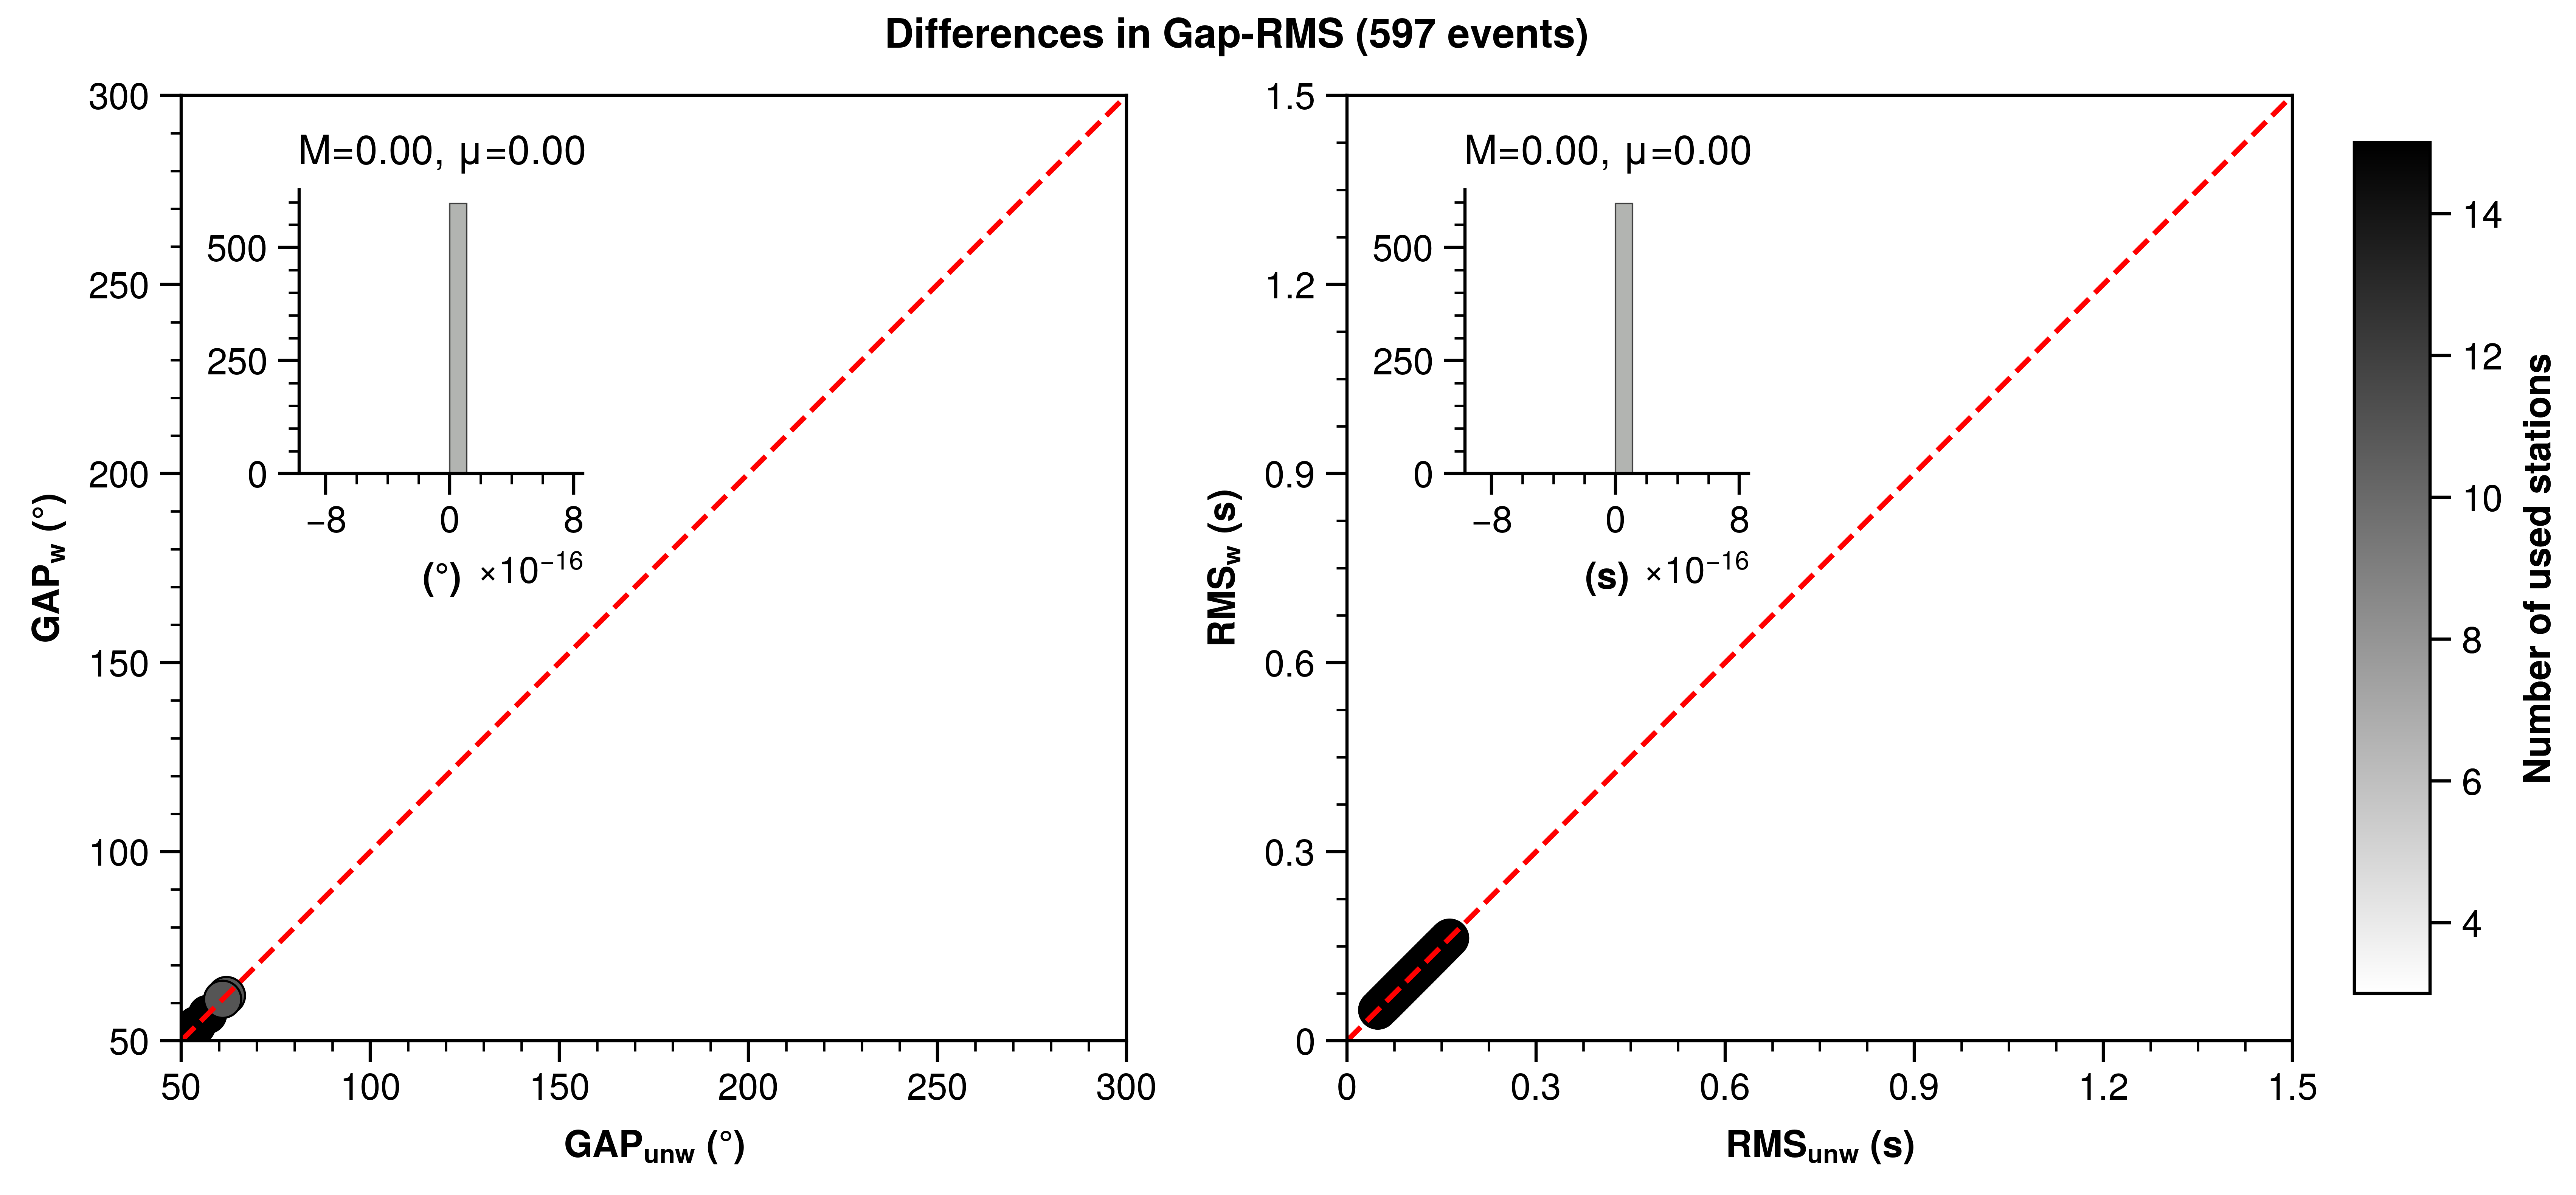 Differences in Gap-RMS (597 events)
300
250
200
150
100
50
GAPw (°)
50 100 150 200 250 300
GAPunw (°)
M=0.00, μ=0.00
500
250
0
−8 0 8
(°) ×10⁻¹⁶
1.5
1.2
0.9
0.6
0.3
0
RMSw (s)
0 0.3 0.6 0.9 1.2 1.5
RMSunw (s)
M=0.00, μ=0.00
500
250
0
−8 0 8
(s) ×10⁻¹⁶
14
12
10
8
6
4
Number of used stations